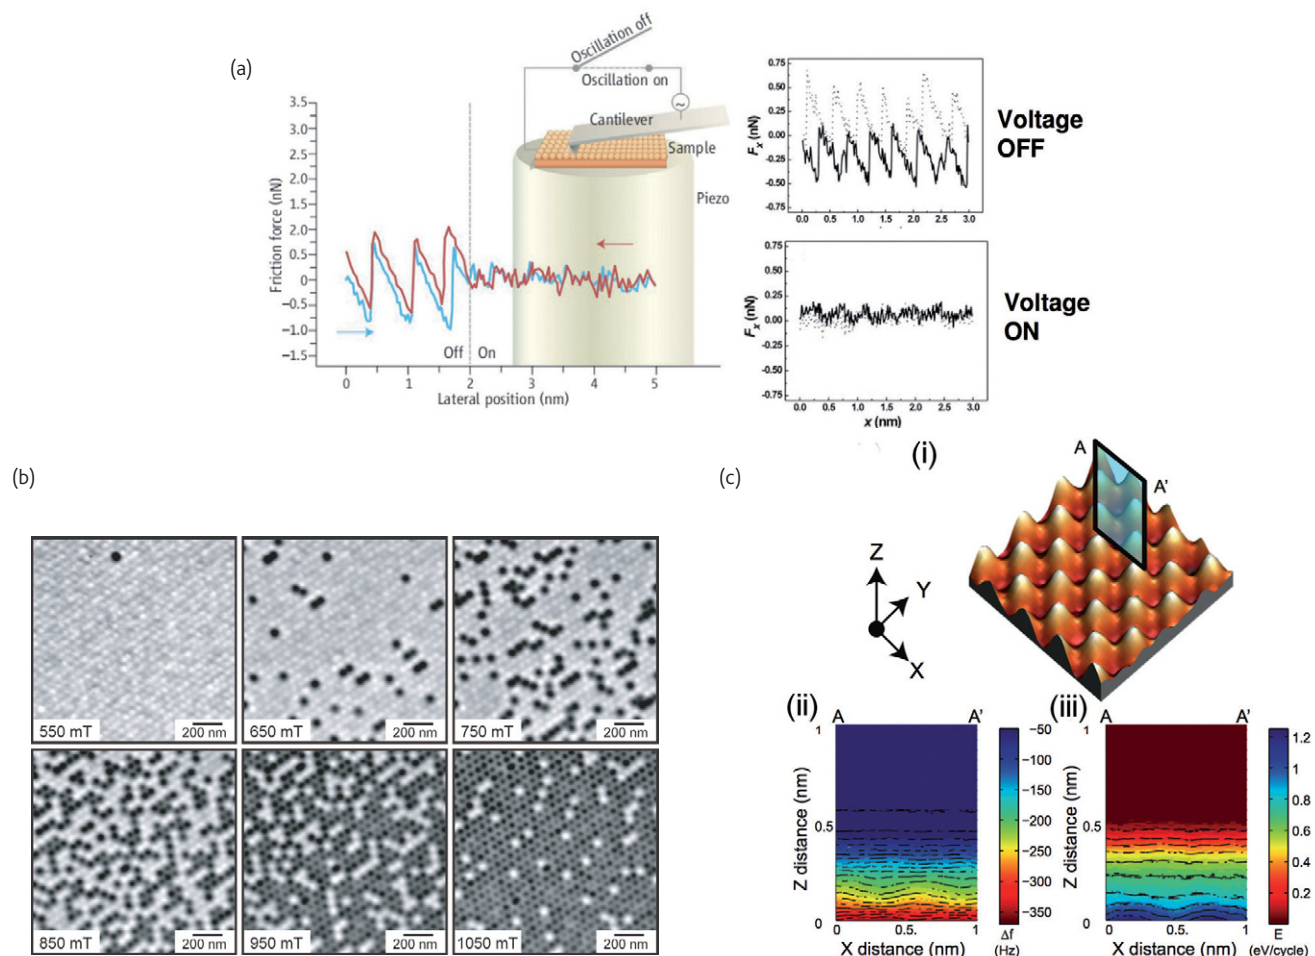 (a)
Oscillation off
Oscillation on
Cantilever
Sample
Piezo
Friction force (nN)
3.5
3.0
2.5
2.0
1.5
2.0
0.5
0
−0.5
−1.0
−1.5
Off On
0 1 2 3 4 5
Lateral position (nm)
Fx (nN)
0.75
0.50
0.25
0.00
-0.25
-0.50
-0.75
0.0 0.5 1.0 1.5 2.0 2.5 3.0
Voltage
OFF
Fx (nN)
0.75
0.50
0.25
0.00
-0.25
-0.50
-0.75
0.0 0.5 1.0 1.5 2.0 2.5 3.0
x (nm)
Voltage
ON
(b)
550 mT 200 nm
650 mT 200 nm
750 mT 200 nm
850 mT 200 nm
950 mT 200 nm
1050 mT 200 nm
(c)
(i)
A
A'
Z
Y
X
(ii)
A A'
Z distance (nm)
1
0.5
0
0 0.5 1
X distance (nm)
−50
−100
−150
−200
−250
−300
−350
Δf
(Hz)
(iii)
A A'
Z distance (nm)
1
0.5
0
0 0.5. 1
X distance (nm)
1.2
1
0.8
0.6
0.4
0.2
E
(eV/cycle)